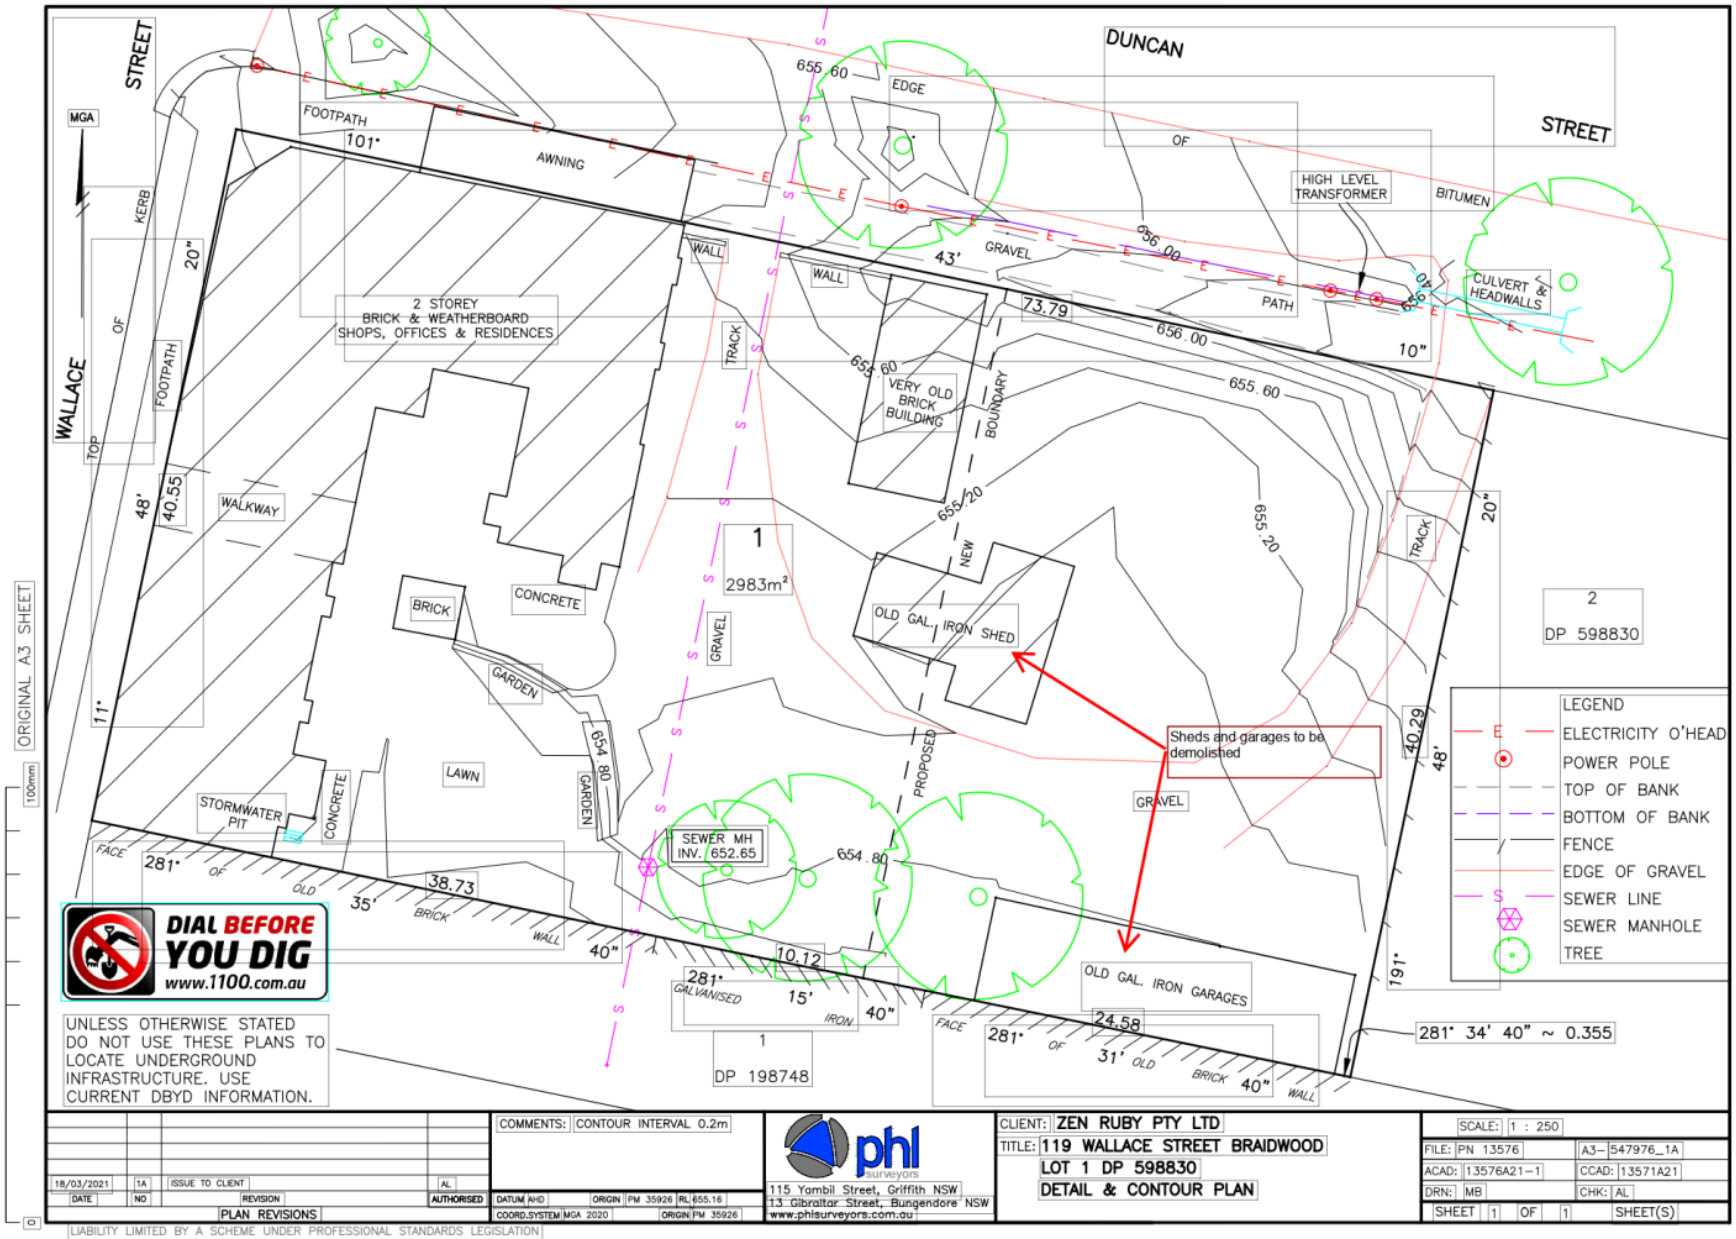 STREET
MGA
KERB
OF
TOP
WALLACE
FOOTPATH
FOOTPATH
101°
AWNING
20"
2 STOREY
BRICK & WEATHERBOARD
SHOPS, OFFICES & RESIDENCES
WALKWAY
48'
40.55
11°
655.60
EDGE
OF
BITUMEN
DUNCAN
STREET
HIGH LEVEL
TRANSFORMER
656.00
GRAVEL
PATH
43'
73.79
10"
656.00
655.60
656.40
CULVERT &
HEADWALLS
WALL
WALL
TRACK
655.60
VERY OLD
BRICK
BUILDING
BOUNDARY
NEW
PROPOSED
655.20
655.20
TRACK
20"
1
2983m²
2
DP 598830
BRICK
CONCRETE
GARDEN
GRAVEL
OLD GAL. IRON SHED
Sheds and garages to be
demolished
40.29
48'
191°
654.80
GARDEN
LAWN
CONCRETE
STORMWATER
PIT
SEWER MH
INV. 652.65
654.80
GRAVEL
OLD GAL. IRON GARAGES
FACE
OF
OLD
BRICK
WALL
281°
35'
40"
38.73
10.12
281°
15'
40"
GALVANISED
IRON
FACE
OF
OLD
BRICK
WALL
24.58
281°
31'
40"
281° 34' 40" ~ 0.355
1
DP 198748
LEGEND
E ELECTRICITY O'HEAD
POWER POLE
TOP OF BANK
BOTTOM OF BANK
FENCE
EDGE OF GRAVEL
S SEWER LINE
SEWER MANHOLE
TREE
ORIGINAL A3 SHEET
100mm
0
DIAL BEFORE
YOU DIG
www.1100.com.au
UNLESS OTHERWISE STATED
DO NOT USE THESE PLANS TO
LOCATE UNDERGROUND
INFRASTRUCTURE. USE
CURRENT DBYD INFORMATION.
18/03/2021 1A ISSUE TO CLIENT AL
DATE NO REVISION AUTHORISED
PLAN REVISIONS
COMMENTS: CONTOUR INTERVAL 0.2m
DATUM AHD ORIGIN PM 35926 RL 655.16
COORD.SYSTEM MGA 2020 ORIGIN PM 35926
phl
surveyors
115 Yambil Street, Griffith NSW
13 Gibraltar Street, Bungendore NSW
www.phlsurveyors.com.au
CLIENT: ZEN RUBY PTY LTD
TITLE: 119 WALLACE STREET BRAIDWOOD
LOT 1 DP 598830
DETAIL & CONTOUR PLAN
SCALE: 1 : 250
FILE: PN 13576 A3-547976_1A
ACAD: 13576A21-1 CCAD: 13571A21
DRN: MB CHK: AL
SHEET 1 OF 1 SHEET(S)
LIABILITY LIMITED BY A SCHEME UNDER PROFESSIONAL STANDARDS LEGISLATION